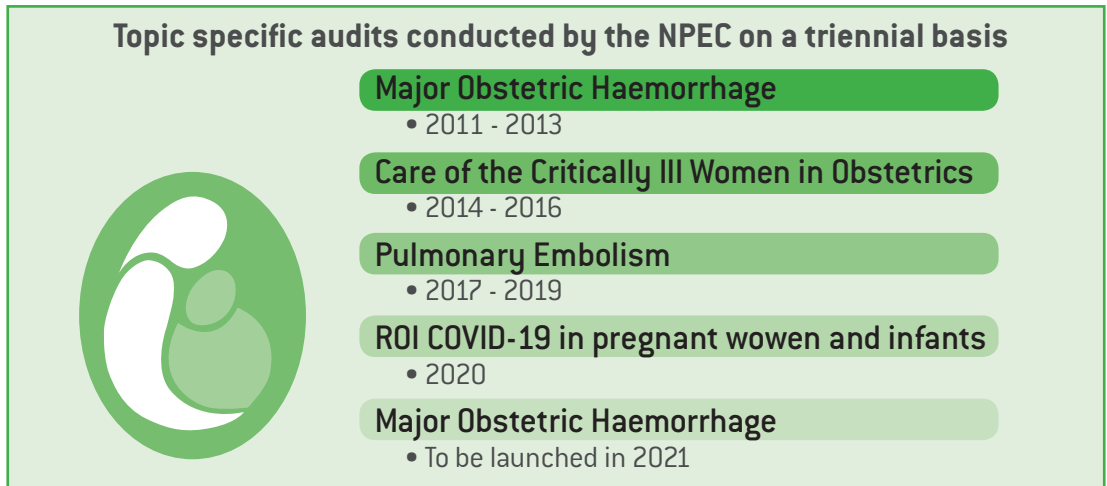 Topic specific audits conducted by the NPEC on a triennial basis
Major Obstetric Haemorrhage
• 2011 - 2013
Care of the Critically Ill Women in Obstetrics
• 2014 - 2016
Pulmonary Embolism
• 2017 - 2019
ROI COVID-19 in pregnant wowen and infants
• 2020
Major Obstetric Haemorrhage
• To be launched in 2021